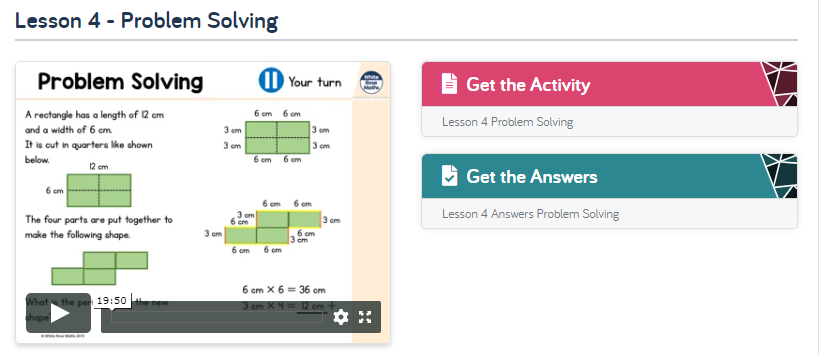 Lesson 4 - Problem Solving
Problem Solving
Your turn
White
Rose
Maths
A rectangle has a length of 12 cm
and a width of 6 cm.
It is cut in quarters like shown
below.
12 cm
6 cm
The four parts are put together to
make the following shape.
What is the
19:50
the new
shape
6 cm 6 cm
3 cm 3 cm
3 cm 3 cm
6 cm 6 cm
6 cm 6 cm
3 cm
6 cm 3 cm
3 cm 6 cm
3 cm
6 cm 6 cm
6 cm × 6 = 36 cm
3 cm × 4 = 12 cm +
© White Rose Maths 2019
Get the Activity
Lesson 4 Problem Solving
Get the Answers
Lesson 4 Answers Problem Solving